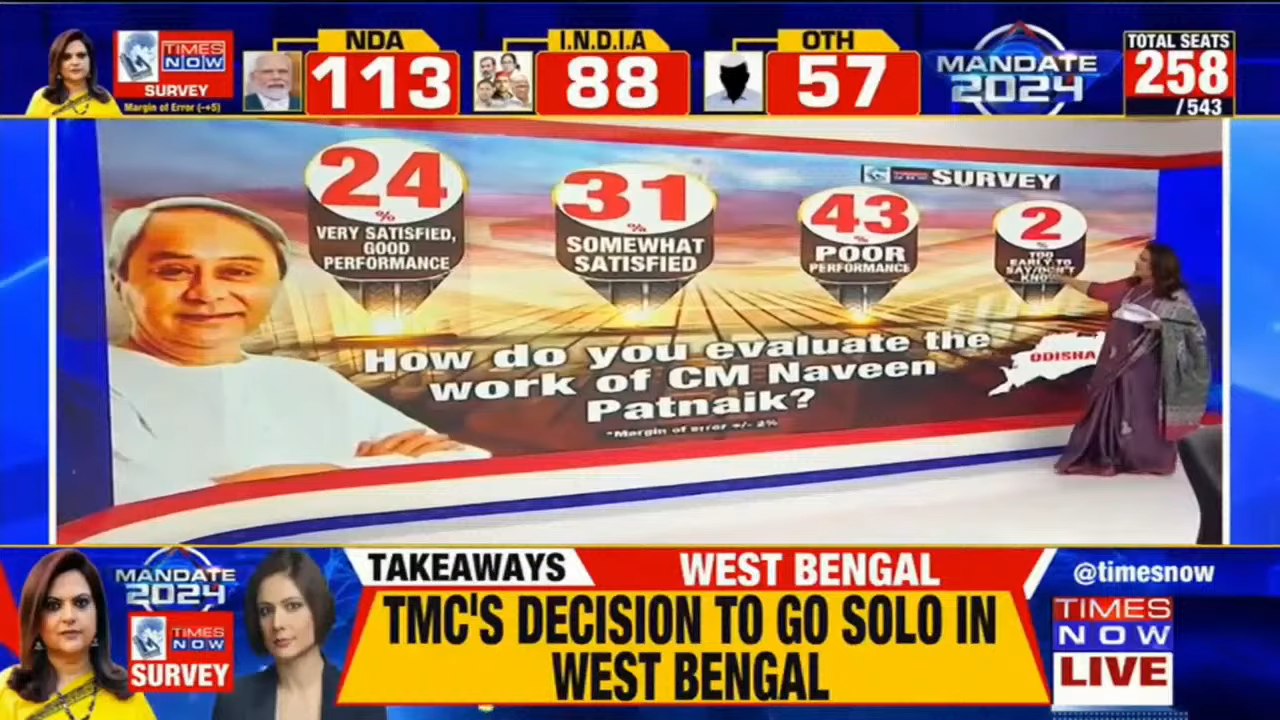 NDA
I.N.D.I.A
OTH
TOTAL SEATS
TIMES
NOW
SURVEY
Margin of Error (-+5)
113
88
57
MANDATE
2024
258
/543
SURVEY
24
%
VERY SATISFIED,
GOOD
PERFORMANCE
31
%
SOMEWHAT
SATISFIED
43
%
POOR
PERFORMANCE
2
%
TOO
EARLY TO
SAY/DON'T
KNOW
How do you evaluate the
work of CM Naveen
Patnaik?
*Margin of error +/- 2%
ODISHA
MANDATE
2024
TIMES
NOW
SURVEY
TAKEAWAYS
WEST BENGAL
TMC'S DECISION TO GO SOLO IN
WEST BENGAL
@timesnow
TIMES
NOW
LIVE